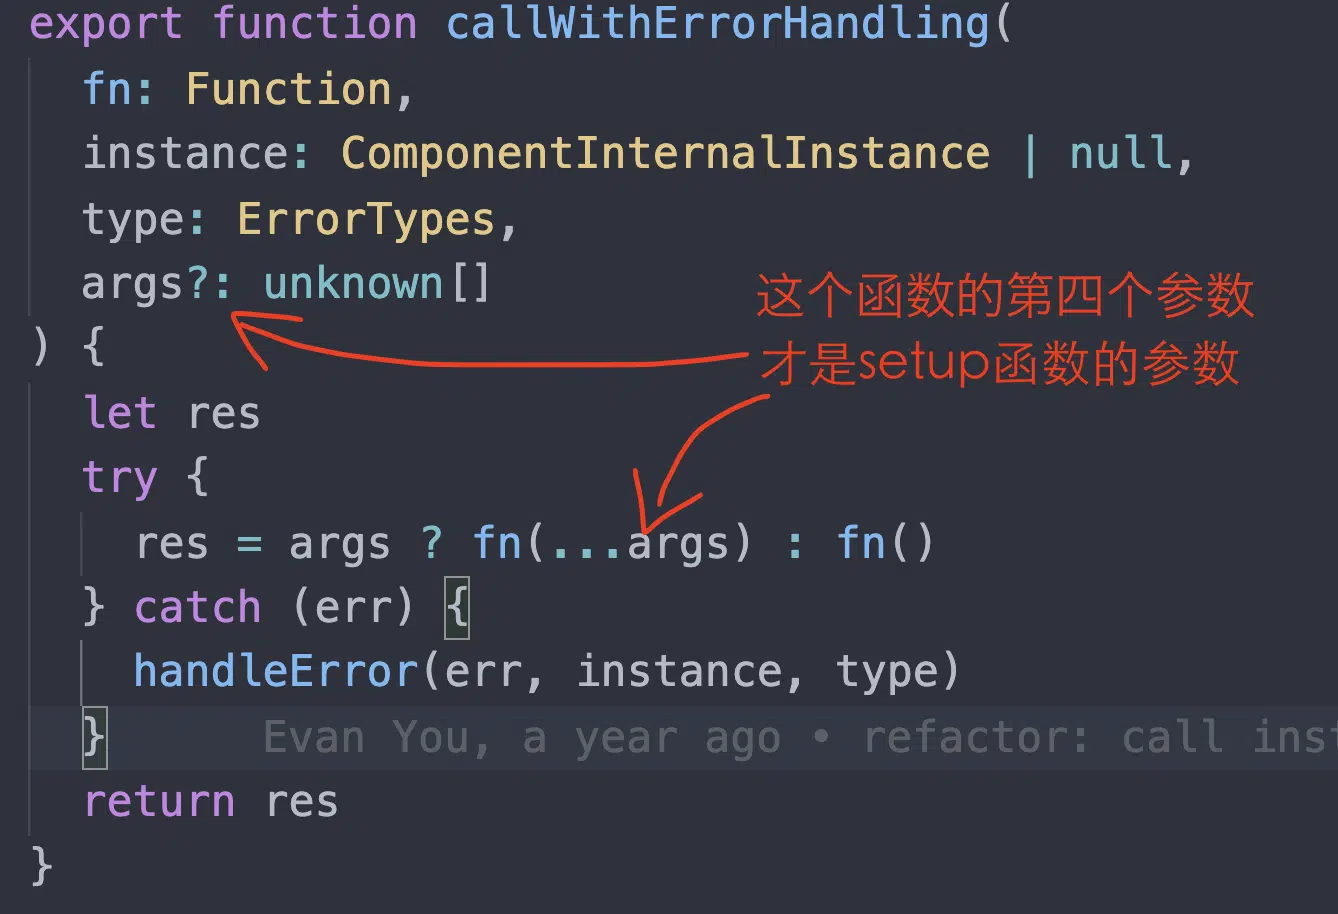 export function callWithErrorHandling(
fn: Function,
instance: ComponentInternalInstance | null,
type: ErrorTypes,
args?: unknown[]
这个函数的第四个参数
) {
才是setup函数的参数
let res
try {
res = args ? fn(...args) : fn()
} catch (err) {
handleError(err, instance, type)
} Evan You, a year ago • refactor: call inst
return res
}